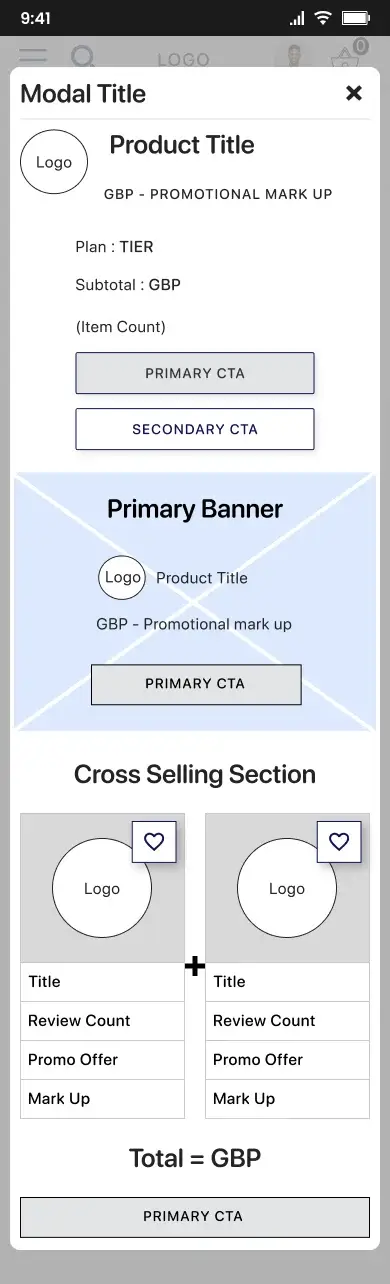 9:41
LOGO
0
Modal Title
Logo
Product Title
GBP - PROMOTIONAL MARK UP
Plan : TIER
Subtotal : GBP
(Item Count)
PRIMARY CTA
SECONDARY CTA
Primary Banner
Logo Product Title
GBP - Promotional mark up
PRIMARY CTA
Cross Selling Section
Logo
Logo
+
Title
Title
Review Count
Review Count
Promo Offer
Promo Offer
Mark Up
Mark Up
Total = GBP
PRIMARY CTA